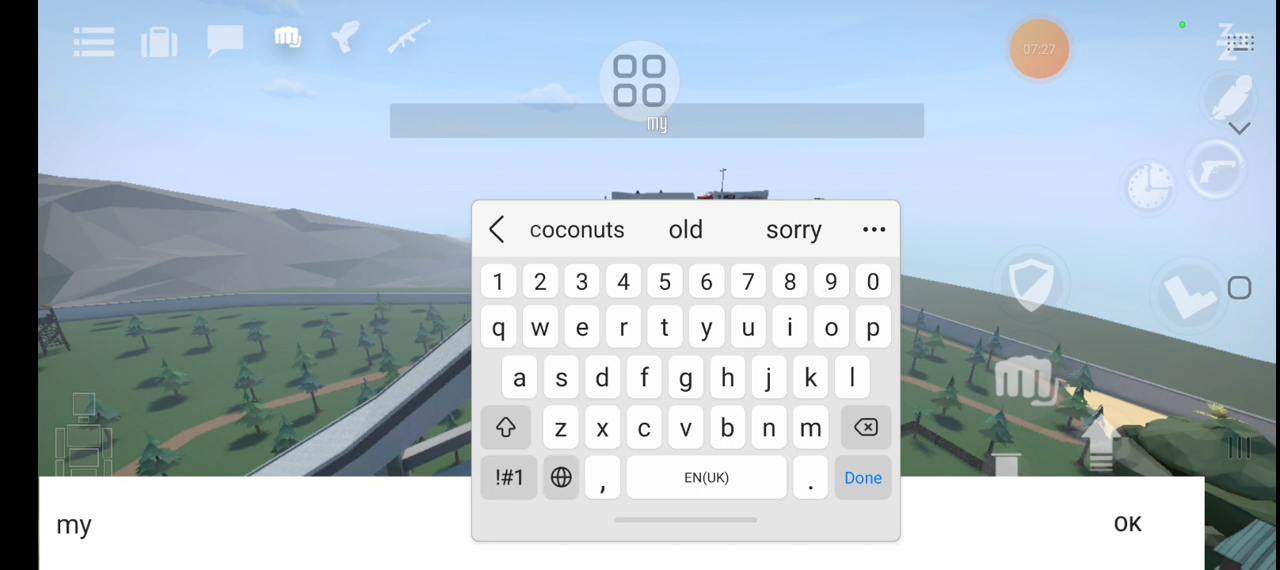 07:27
my
coconuts old sorry
1 2 3 4 5 6 7 8 9 0
q w e r t y u i o p
a s d f g h j k l
z x c v b n m
!#1 , EN(UK) . Done
my OK